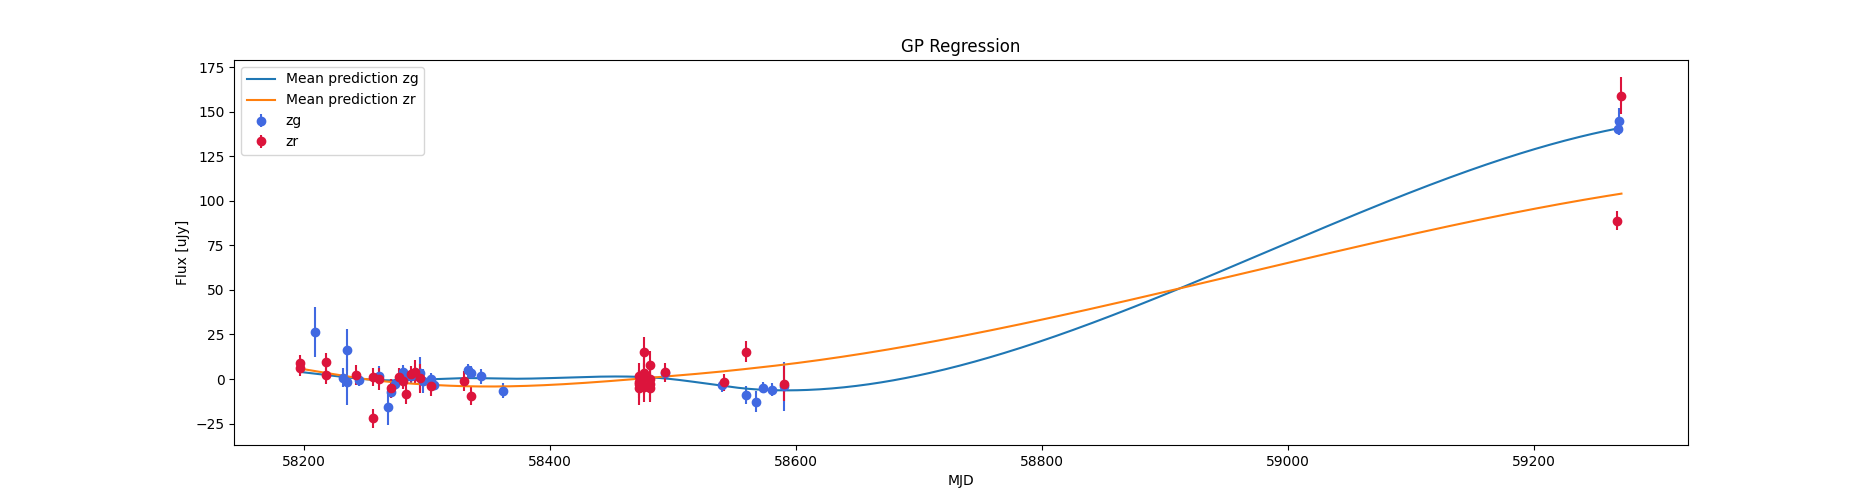 GP Regression
Mean prediction zg
Mean prediction zr
zg
zr
175
150
125
100
75
50
25
0
−25
Flux [uJy]
58200
58400
58600
58800
59000
59200
MJD